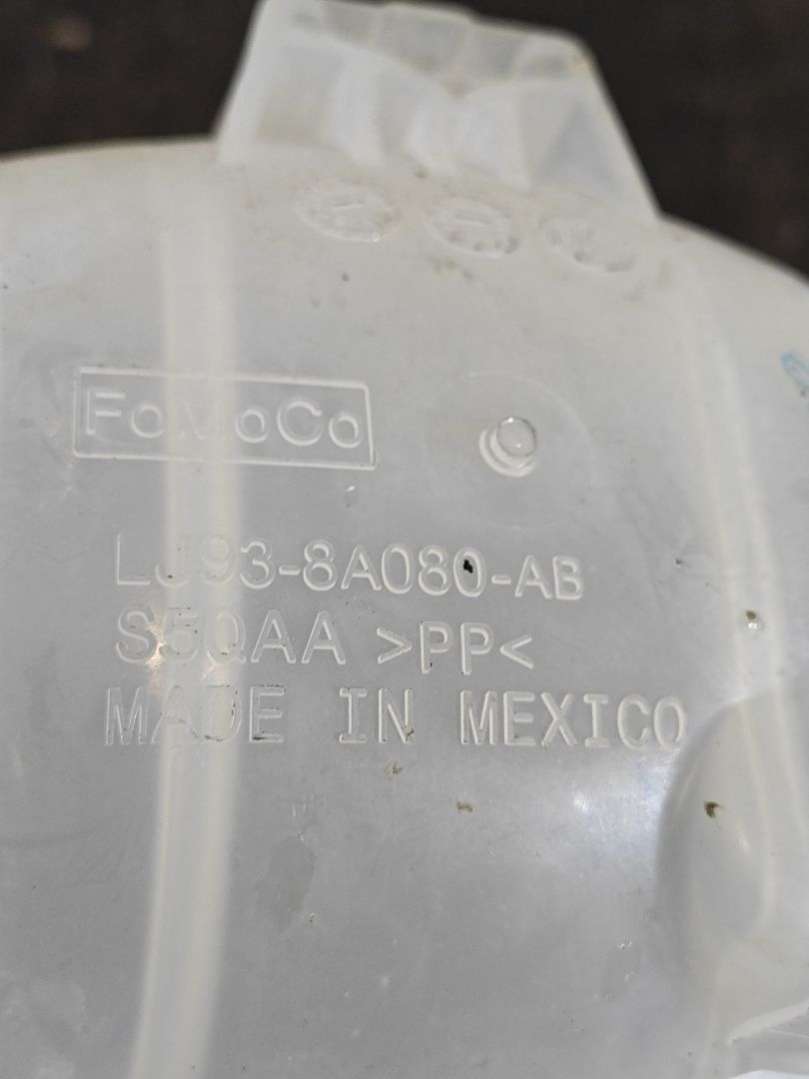 FoMoCo
LJ93-8A080-AB
S5QAA >PP<
MADE IN MEXICO